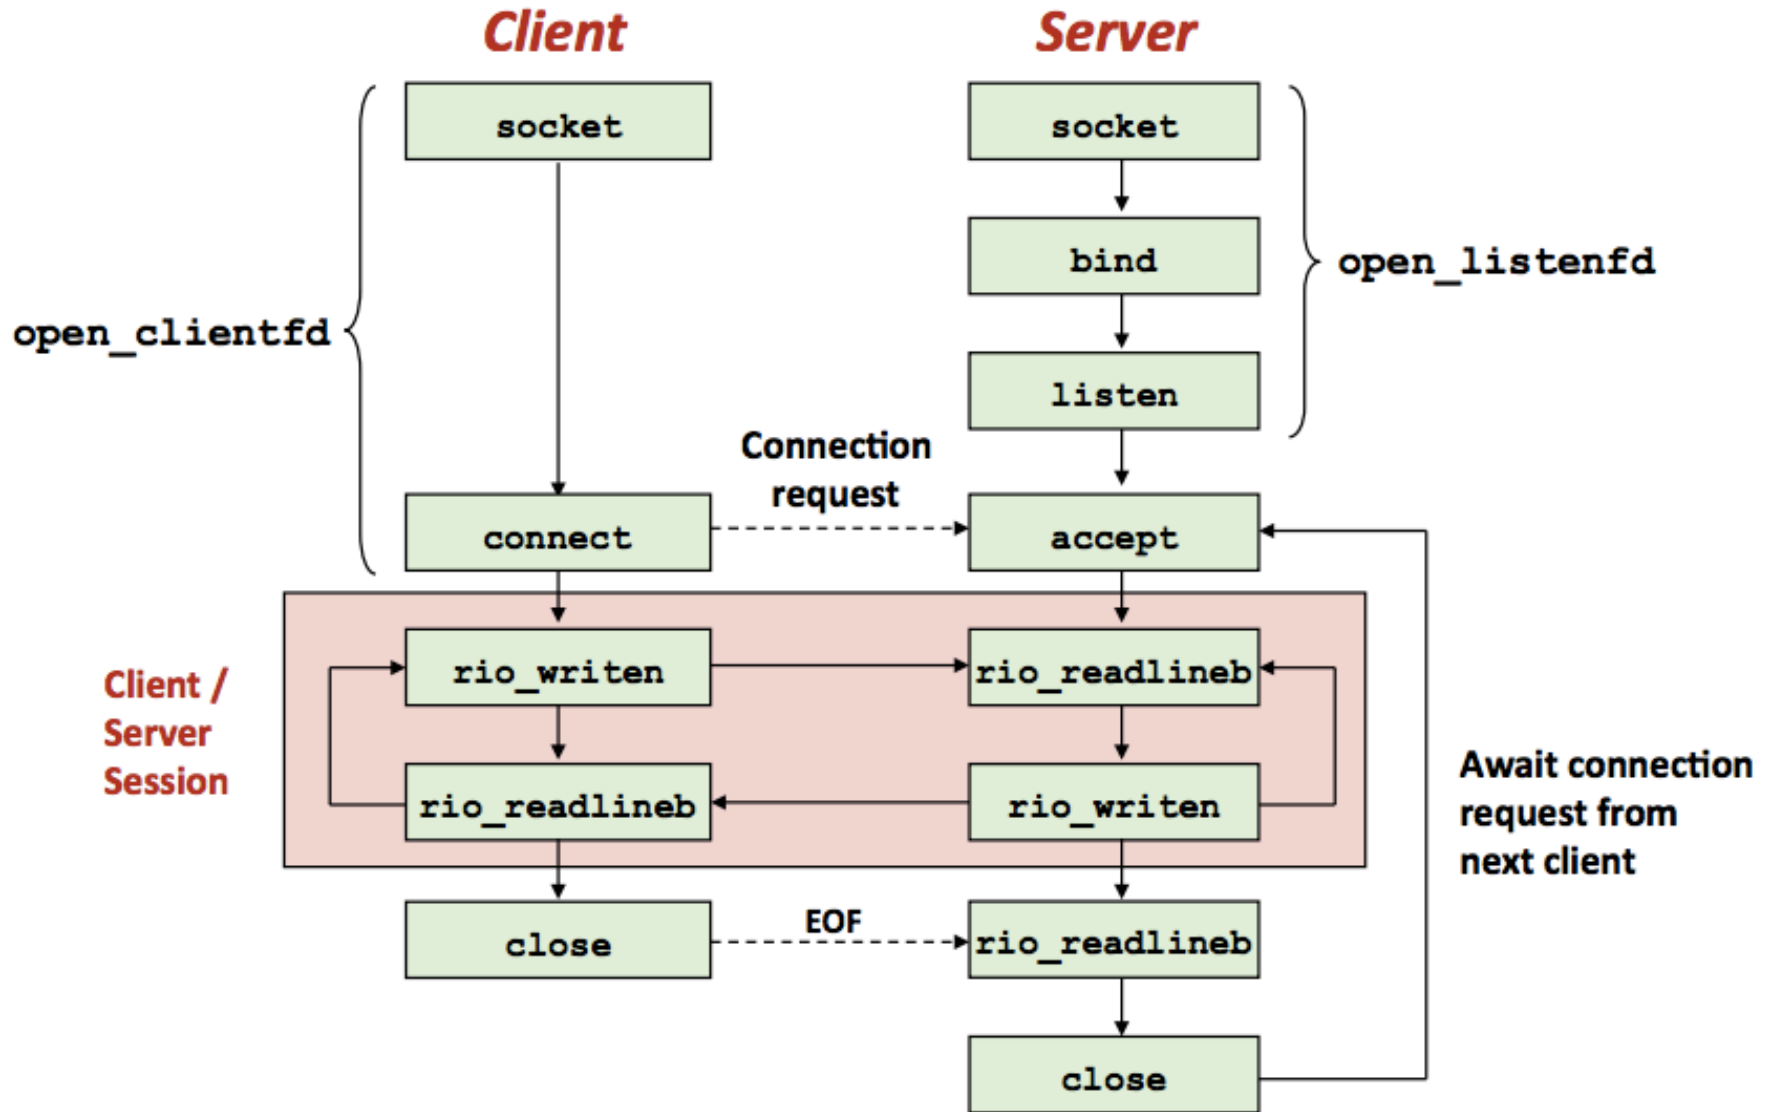 Client
Server
socket
socket
bind
open_listenfd
open_clientfd
listen
Connection
request
connect
accept
Client /
Server
Session
rio_writen
rio_readlineb
rio_readlineb
rio_writen
Await connection
request from
next client
close
EOF
rio_readlineb
close